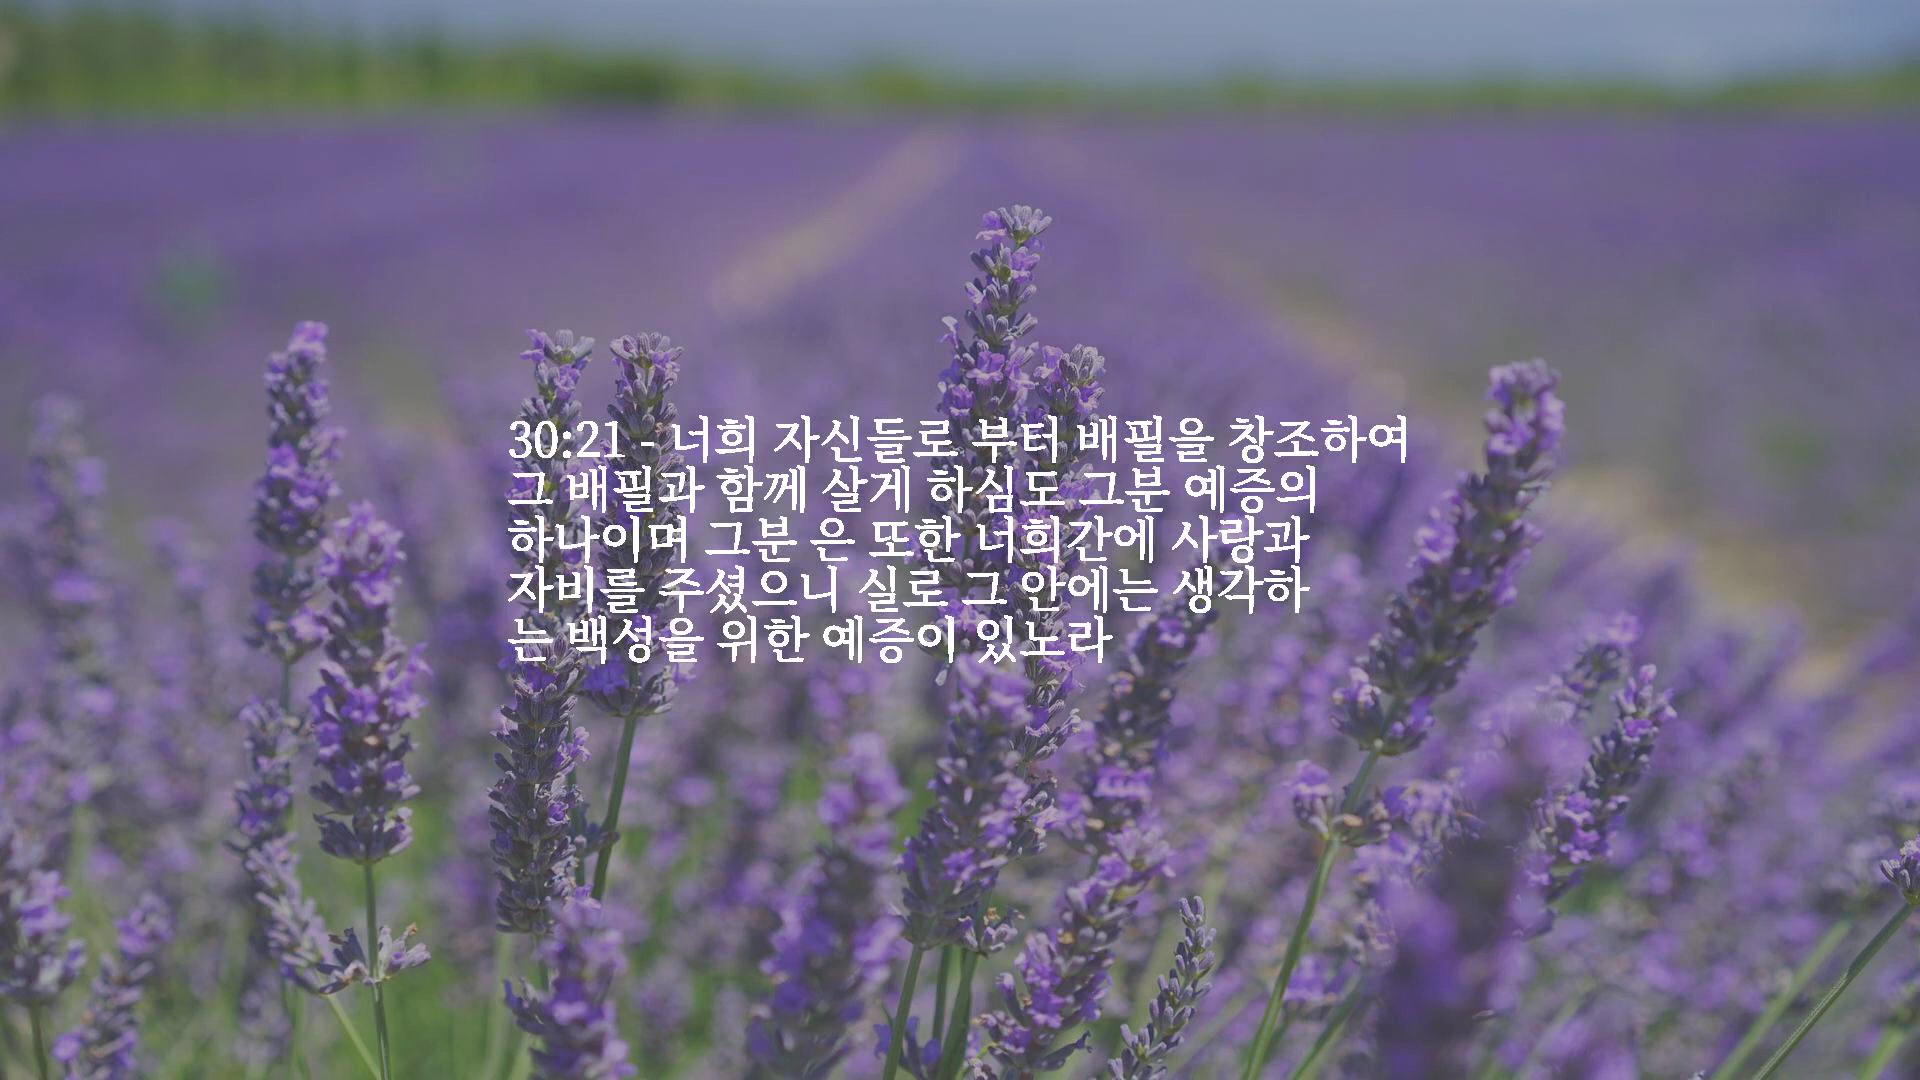 30:21 - 너희 자신들로 부터 배필을 창조하여
그 배필과 함께 살게 하심도 그분 예증의
하나이며 그분 은 또한 너희간에 사랑과
자비를 주셨으니 실로 그 안에는 생각하
는 백성을 위한 예증이 있노라